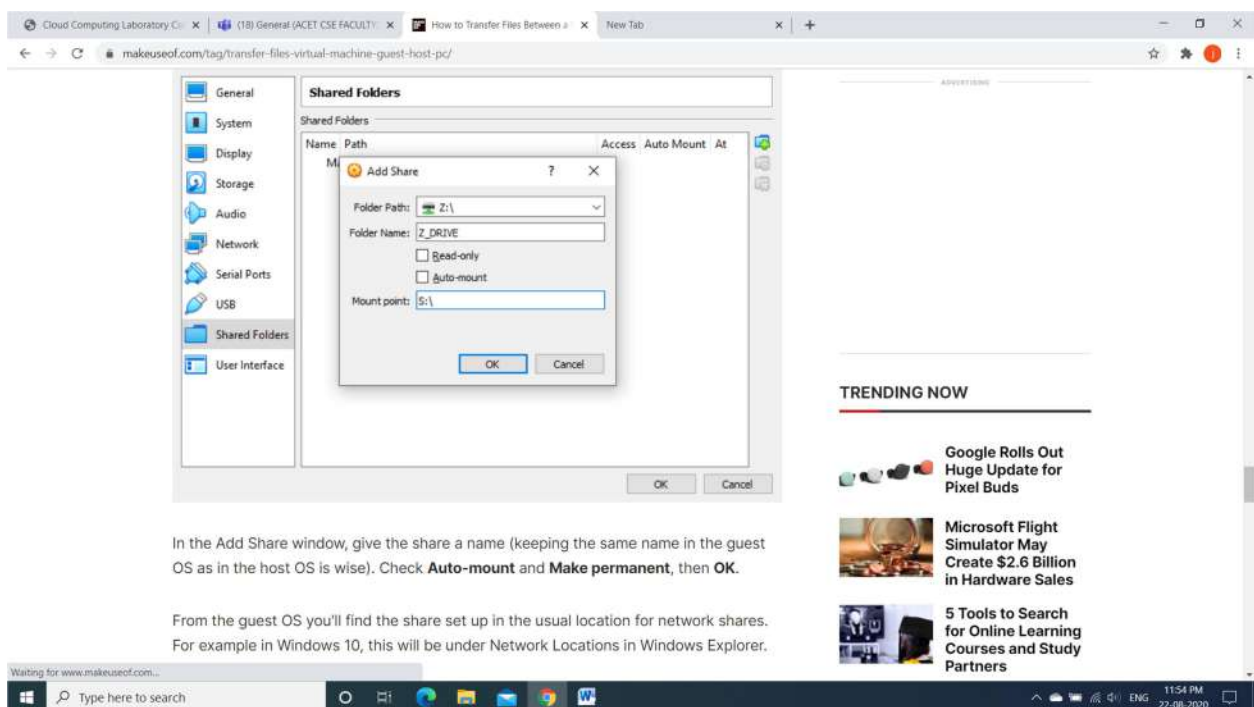 Cloud Computing Laboratory C
(18) General (ACET CSE FACULTY
How to Transfer Files Between a
New Tab
makeuseof.com/tag/transfer-files-virtual-machine-guest-host-pc/
ADVERTISING
General
System
Display
Storage
Audio
Network
Serial Ports
USB
Shared Folders
User Interface
Shared Folders
Shared Folders
Name Path Access Auto Mount At
Ma
Add Share ? X
Folder Path: Z:\
Folder Name: Z_DRIVE
Read-only
Auto-mount
Mount point: S:\
OK Cancel
OK Cancel
In the Add Share window, give the share a name (keeping the same name in the guest
OS as in the host OS is wise). Check Auto-mount and Make permanent, then OK.
From the guest OS you'll find the share set up in the usual location for network shares.
For example in Windows 10, this will be under Network Locations in Windows Explorer.
TRENDING NOW
Google Rolls Out
Huge Update for
Pixel Buds
Microsoft Flight
Simulator May
Create $2.6 Billion
in Hardware Sales
5 Tools to Search
for Online Learning
Courses and Study
Partners
Waiting for www.makeuseof.com...
Type here to search
ENG
11:54 PM
22-08-2020